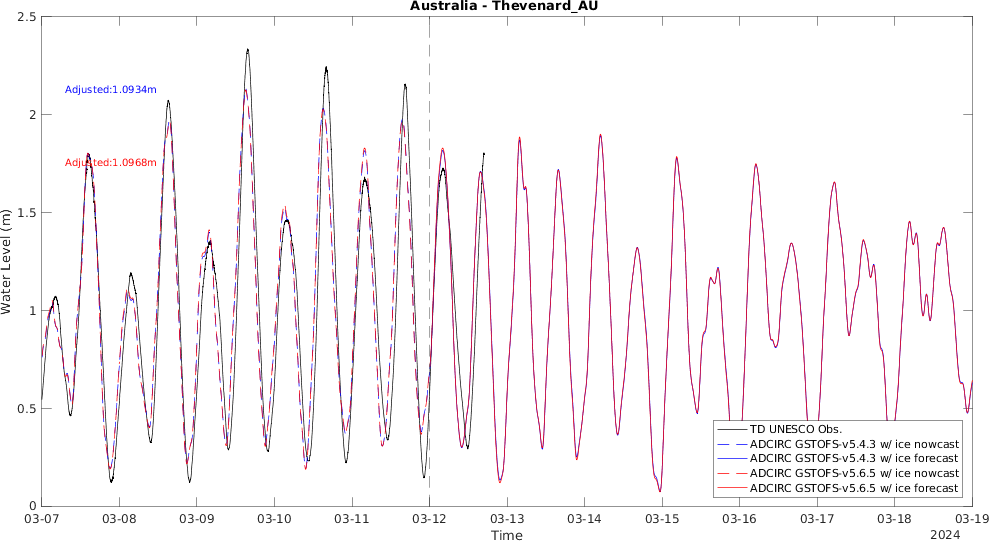 Australia - Thevenard_AU
2.5
Adjusted:1.0934m
2
Adjusted:1.0968m
1.5
Water Level (m)
1
0.5
0
TD UNESCO Obs.
ADCIRC GSTOFS-v5.4.3 w/ ice nowcast
ADCIRC GSTOFS-v5.4.3 w/ ice forecast
ADCIRC GSTOFS-v5.6.5 w/ ice nowcast
ADCIRC GSTOFS-v5.6.5 w/ ice forecast
03-07 03-08 03-09 03-10 03-11 03-12 03-13 03-14 03-15 03-16 03-17 03-18 03-19
Time
2024